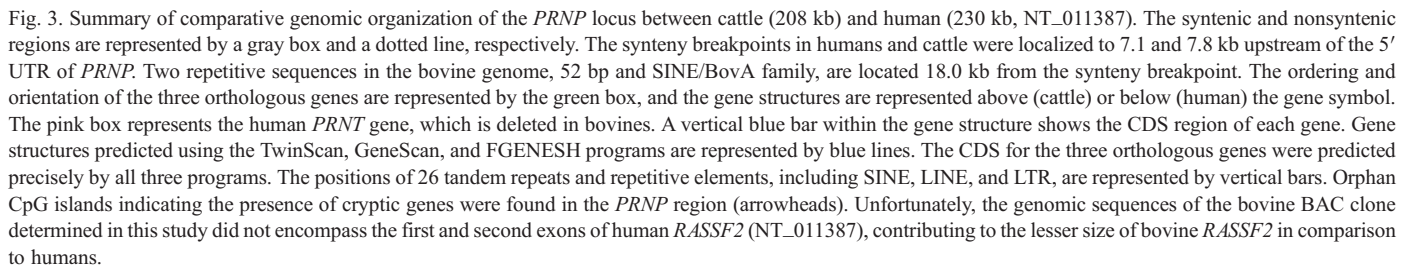 Fig. 3. Summary of comparative genomic organization of the PRNP locus between cattle (208 kb) and human (230 kb, NT_011387). The syntenic and nonsyntenic
regions are represented by a gray box and a dotted line, respectively. The synteny breakpoints in humans and cattle were localized to 7.1 and 7.8 kb upstream of the 5′
UTR of PRNP. Two repetitive sequences in the bovine genome, 52 bp and SINE/BovA family, are located 18.0 kb from the synteny breakpoint. The ordering and
orientation of the three orthologous genes are represented by the green box, and the gene structures are represented above (cattle) or below (human) the gene symbol.
The pink box represents the human PRNT gene, which is deleted in bovines. A vertical blue bar within the gene structure shows the CDS region of each gene. Gene
structures predicted using the TwinScan, GeneScan, and FGENESH programs are represented by blue lines. The CDS for the three orthologous genes were predicted
precisely by all three programs. The positions of 26 tandem repeats and repetitive elements, including SINE, LINE, and LTR, are represented by vertical bars. Orphan
CpG islands indicating the presence of cryptic genes were found in the PRNP region (arrowheads). Unfortunately, the genomic sequences of the bovine BAC clone
determined in this study did not encompass the first and second exons of human RASSF2 (NT_011387), contributing to the lesser size of bovine RASSF2 in comparison
to humans.